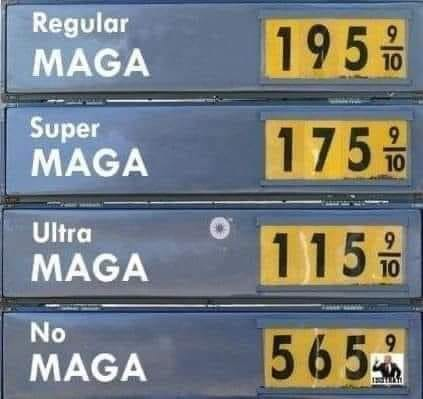 Regular
MAGA
195 9/10
Super
MAGA
175 9/10
Ultra
MAGA
115 9/10
No
MAGA
565 9